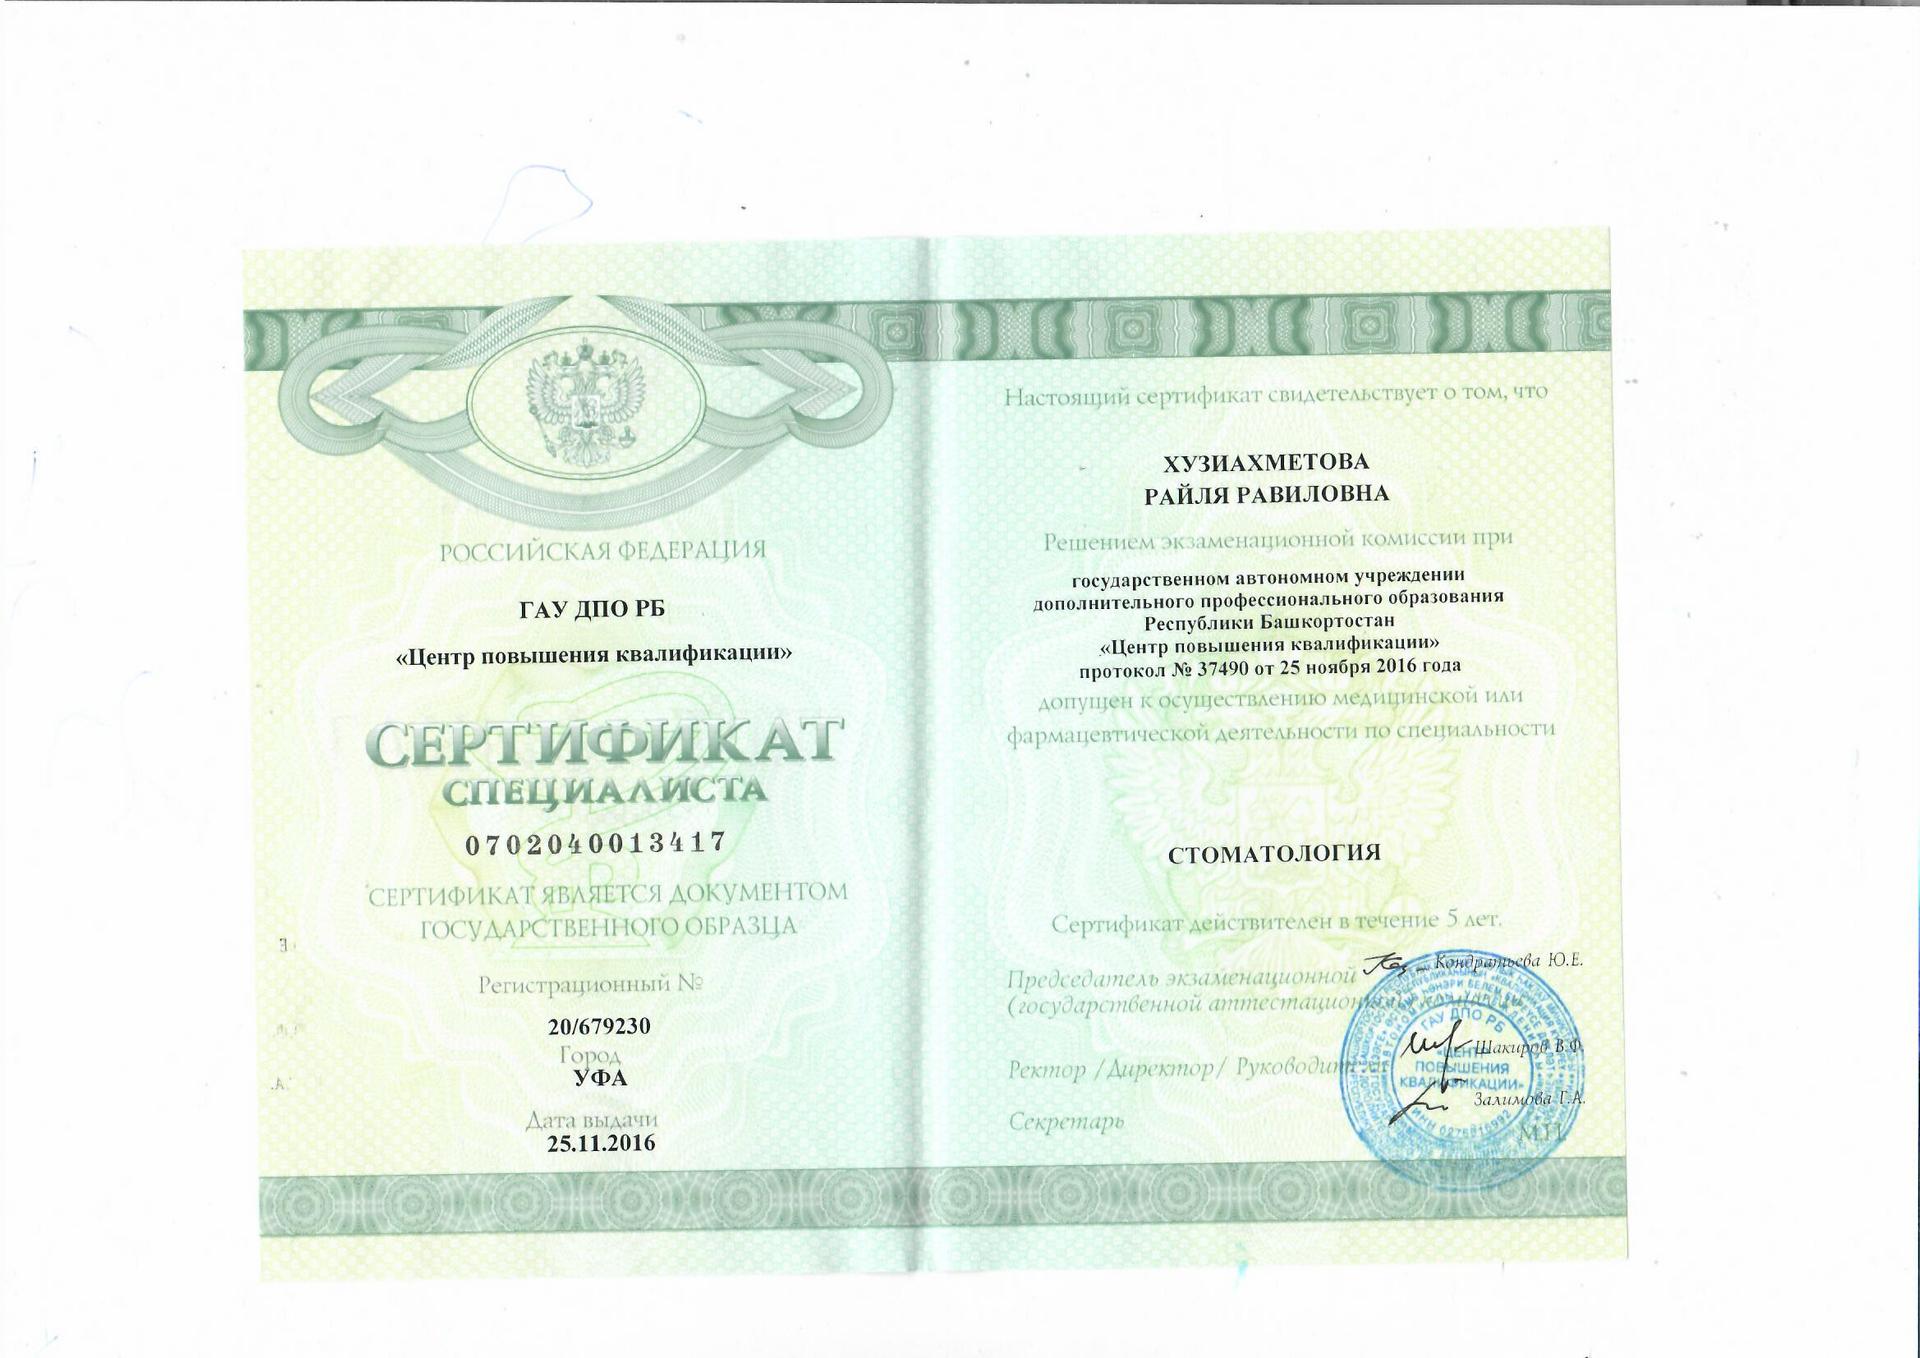 РОССИЙСКАЯ ФЕДЕРАЦИЯ
ГАУ ДПО РБ
«Центр повышения квалификации»
СЕРТИФИКАТ
СПЕЦИАЛИСТА
0702040013417
СЕРТИФИКАТ ЯВЛЯЕТСЯ ДОКУМЕНТОМ
ГОСУДАРСТВЕННОГО ОБРАЗЦА
Регистрационный №
20/679230
Город
УФА
Дата выдачи
25.11.2016
Настоящий сертификат свидетельствует о том, что
ХУЗИАХМЕТОВА
РАЙЛЯ РАВИЛОВНА
Решением экзаменационной комиссии при
государственном автономном учреждении
дополнительного профессионального образования
Республики Башкортостан
«Центр повышения квалификации»
протокол № 37490 от 25 ноября 2016 года
допущен к осуществлению медицинской или
фармацевтической деятельности по специальности
СТОМАТОЛОГИЯ
Сертификат действителен в течение 5 лет.
Председатель экзаменационной Кондратьева Ю.Е.
(государственной
Ректор /Директор/ Руководитель Шакиров В.Ф.
Секретарь Залимова Г.А.
М.П.
ГАУ ДПО РБ
«ЦЕНТР
ПОВЫШЕНИЯ
КВАЛИФИКАЦИИ»